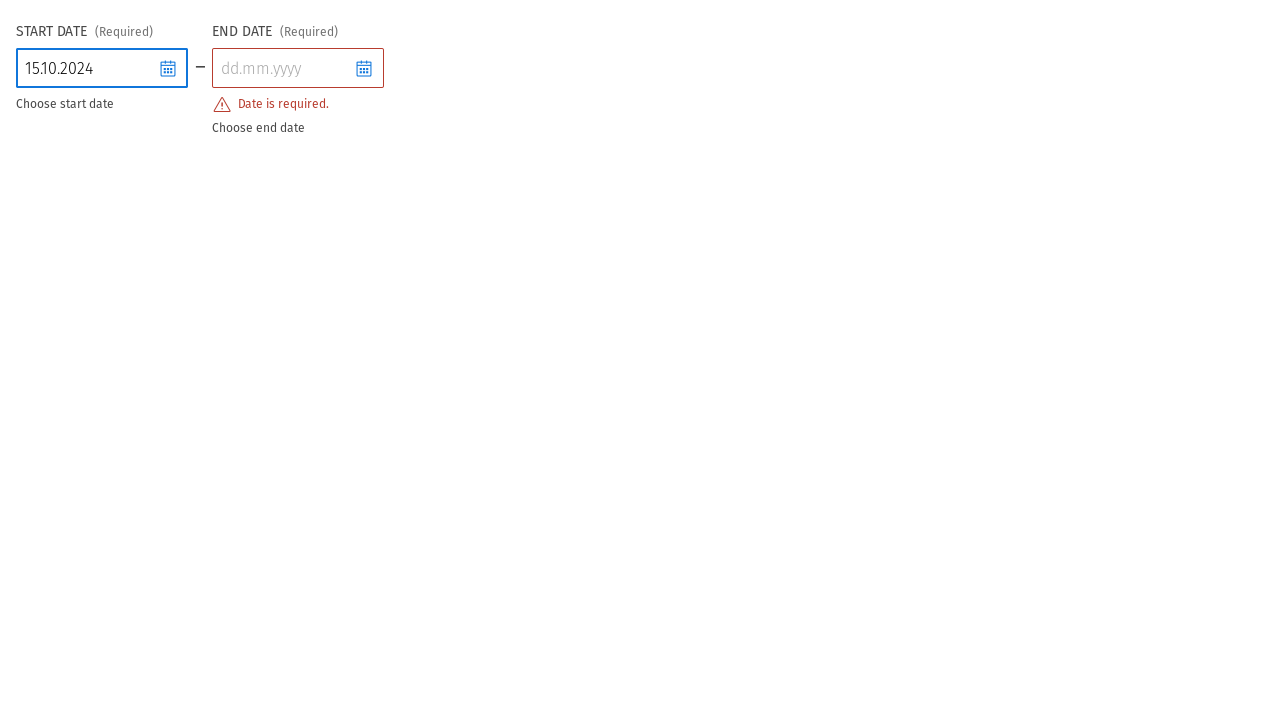 START DATE (Required)
15.10.2024
Choose start date
–
END DATE (Required)
dd.mm.yyyy
Date is required.
Choose end date